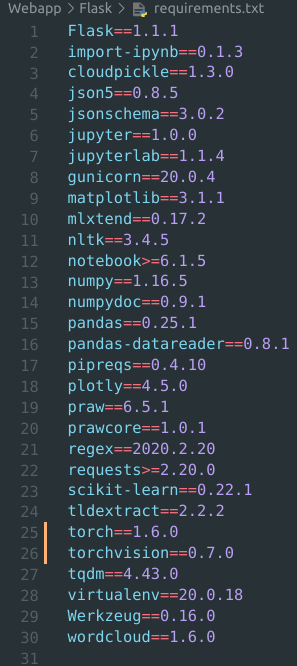 Webapp > Flask > requirements.txt
1 Flask==1.1.1
2 import-ipynb==0.1.3
3 cloudpickle==1.3.0
4 json5==0.8.5
5 jsonschema==3.0.2
6 jupyter==1.0.0
7 jupyterlab==1.1.4
8 gunicorn==20.0.4
9 matplotlib==3.1.1
10 mlxtend==0.17.2
11 nltk==3.4.5
12 notebook>=6.1.5
13 numpy==1.16.5
14 numpydoc==0.9.1
15 pandas==0.25.1
16 pandas-datareader==0.8.1
17 pipreqs==0.4.10
18 plotly==4.5.0
19 praw==6.5.1
20 prawcore==1.0.1
21 regex==2020.2.20
22 requests>=2.20.0
23 scikit-learn==0.22.1
24 tldextract==2.2.2
25 torch==1.6.0
26 torchvision==0.7.0
27 tqdm==4.43.0
28 virtualenv==20.0.18
29 Werkzeug==0.16.0
30 wordcloud==1.6.0
31